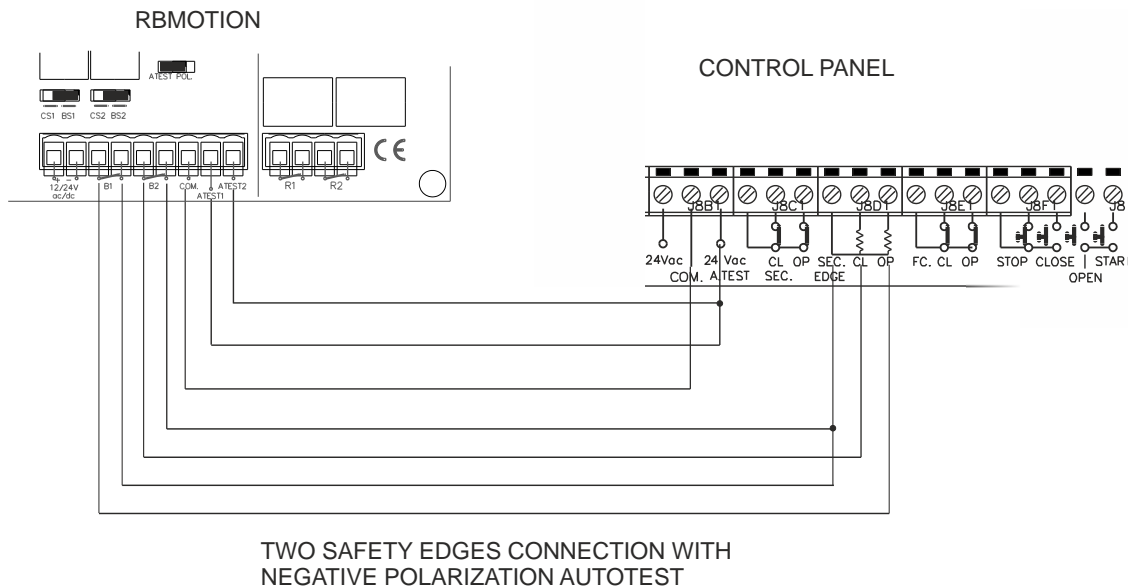 RBMOTION
ATEST POL.
CS1 BS1 CS2 BS2
+ -
12/24V
ac/dc
B1
B2
COM.
ATEST1
ATEST2
R1
R2
CE
CONTROL PANEL
J8B1
J8C1
J8D1
J8E1
J8F1
J8
24Vac
COM.
24 Vac
A.TEST
CL OP
SEC.
SEC. CL OP
EDGE
FC. CL OP
STOP CLOSE
OPEN
STAR
TWO SAFETY EDGES CONNECTION WITH
NEGATIVE POLARIZATION AUTOTEST